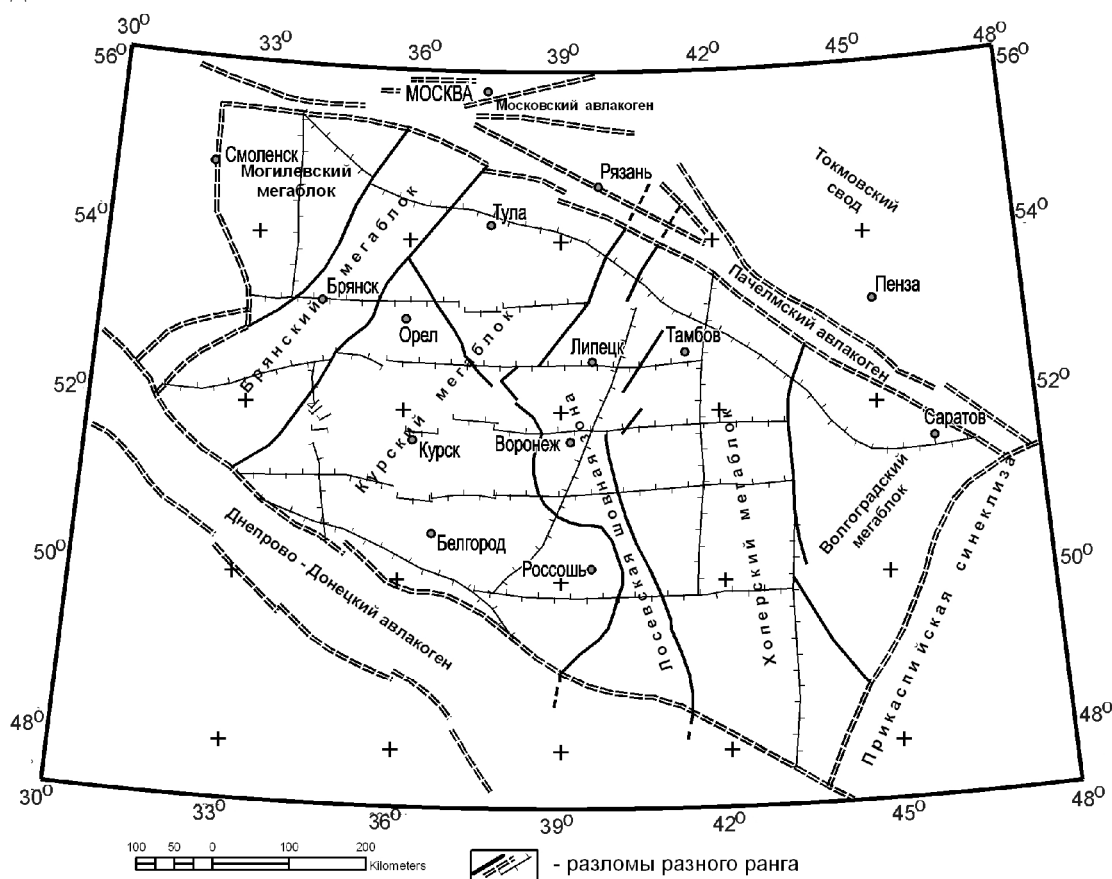 30⁰
33⁰
36⁰
39⁰
42⁰
45⁰
48⁰
56⁰
56⁰
МОСКВА
Московский авлакоген
Смоленск
Могилевский
мегаблок
Рязань
Токмовский
свод
54⁰
54⁰
Тула
Брянский мегаблок
Брянск
Пенза
Пачелмский авлакоген
Орел
Курский мегаблок
Липецк
Тамбов
52⁰
52⁰
Саратов
Курск
Воронеж
Лосевская шовная зона
Хоперский метаблок
Волгоградский
мегаблок
Прикаспийская синеклиза
Днепрово - Донецкий авлакоген
Белгород
50⁰
50⁰
Россошь
48⁰
48⁰
30⁰
33⁰
36⁰
39⁰
42⁰
45⁰
48⁰
100 50 0 100 200
Kilometers
- разломы разного ранга